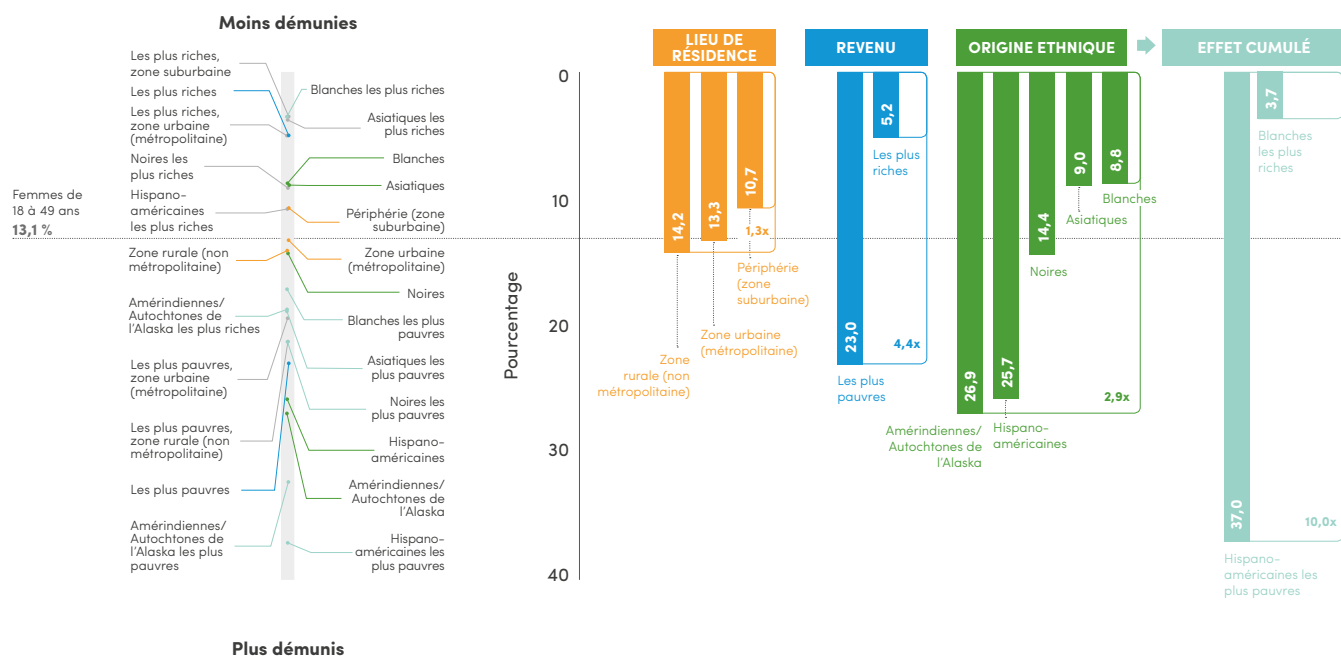 Moins démunies
Les plus riches,
zone suburbaine
Les plus riches
Les plus riches,
zone urbaine
(métropolitaine)
Noires les
plus riches
Hispano-
américaines
les plus riches
Zone rurale (non
métropolitaine)
Amérindiennes/
Autochtones de
l’Alaska les plus riches
Les plus pauvres,
zone urbaine
(métropolitaine)
Les plus pauvres,
zone rurale (non
métropolitaine)
Les plus pauvres
Amérindiennes/
Autochtones de
l’Alaska les plus
pauvres
Femmes de
18 à 49 ans
13,1 %
Blanches les plus riches
Asiatiques les
plus riches
Blanches
Asiatiques
Périphérie (zone
suburbaine)
Zone urbaine
(métropolitaine)
Noires
Blanches les plus
pauvres
Asiatiques les
plus pauvres
Noires les
plus pauvres
Hispano-
américaines
Amérindiennes/
Autochtones de
l’Alaska
Hispano-
américaines les
plus pauvres
Plus démunis
Pourcentage
0
10
20
30
40
LIEU DE
RÉSIDENCE
14,2
13,3
10,7
1,3x
Périphérie
(zone
suburbaine)
Zone urbaine
(métropolitaine)
Zone
rurale (non
métropolitaine)
REVENU
23,0
5,2
Les plus
riches
4,4x
Les plus
pauvres
ORIGINE ETHNIQUE
26,9
25,7
14,4
9,0
8,8
Blanches
Asiatiques
Noires
2,9x
Amérindiennes/
Autochtones de
l’Alaska
Hispano-
américaines
EFFET CUMULÉ
37,0
3,7
Blanches
les plus
riches
10,0x
Hispano-
américaines les
plus pauvres